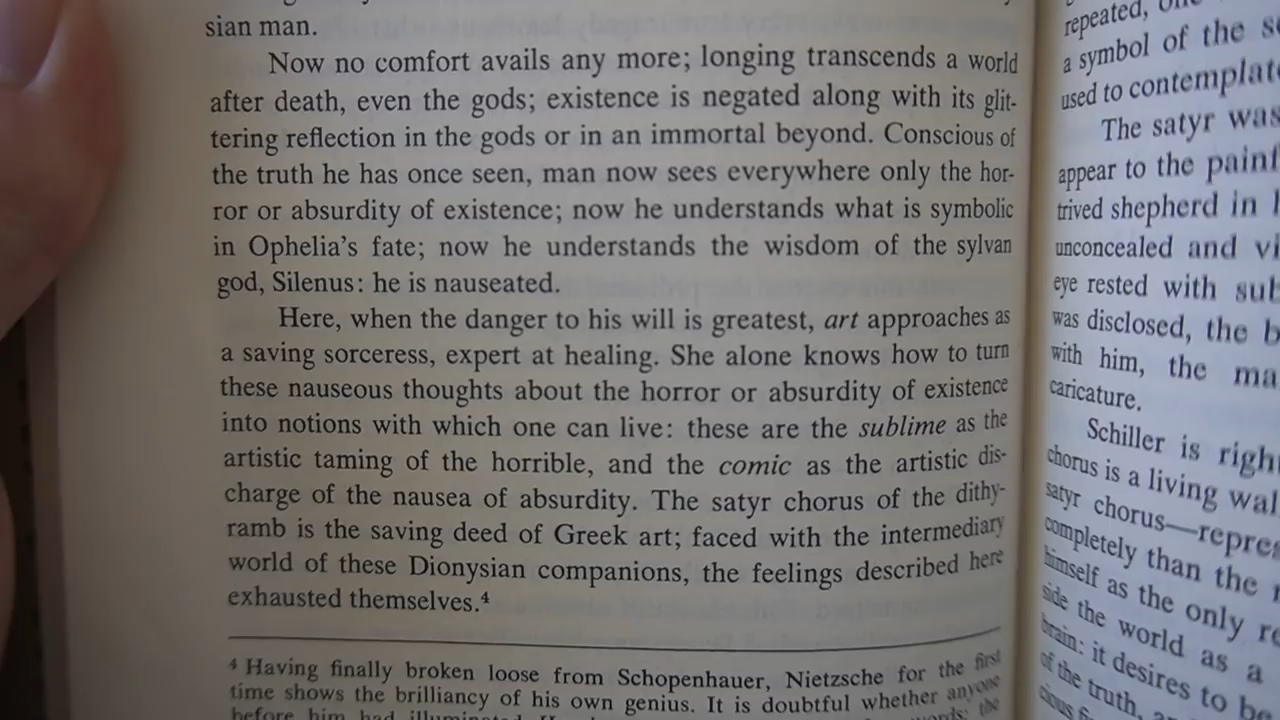 sian man.
Now no comfort avails any more; longing transcends a world
after death, even the gods; existence is negated along with its glit-
tering reflection in the gods or in an immortal beyond. Conscious of
the truth he has once seen, man now sees everywhere only the hor-
ror or absurdity of existence; now he understands what is symbolic
in Ophelia's fate; now he understands the wisdom of the sylvan
god, Silenus: he is nauseated.
Here, when the danger to his will is greatest, art approaches as
a saving sorceress, expert at healing. She alone knows how to turn
these nauseous thoughts about the horror or absurdity of existence
into notions with which one can live: these are the sublime as the
artistic taming of the horrible, and the comic as the artistic dis-
charge of the nausea of absurdity. The satyr chorus of the dithy-
ramb is the saving deed of Greek art; faced with the intermediary
world of these Dionysian companions, the feelings described here
exhausted themselves.⁴
⁴ Having finally broken loose from Schopenhauer, Nietzsche for the first
time shows the brilliancy of his own genius. It is doubtful whether anyone
before him had
repeated,
a symbol of the
used to contemplat
The satyr was
appear to the
trived shepherd in
unconcealed and
eye rested with
was disclosed, the
with him, the
caricature.
Schiller is
chorus is a living
satyr chorus—repre
completely than the
himself as the only
side the world as a
brain: it desires to be
of the truth,